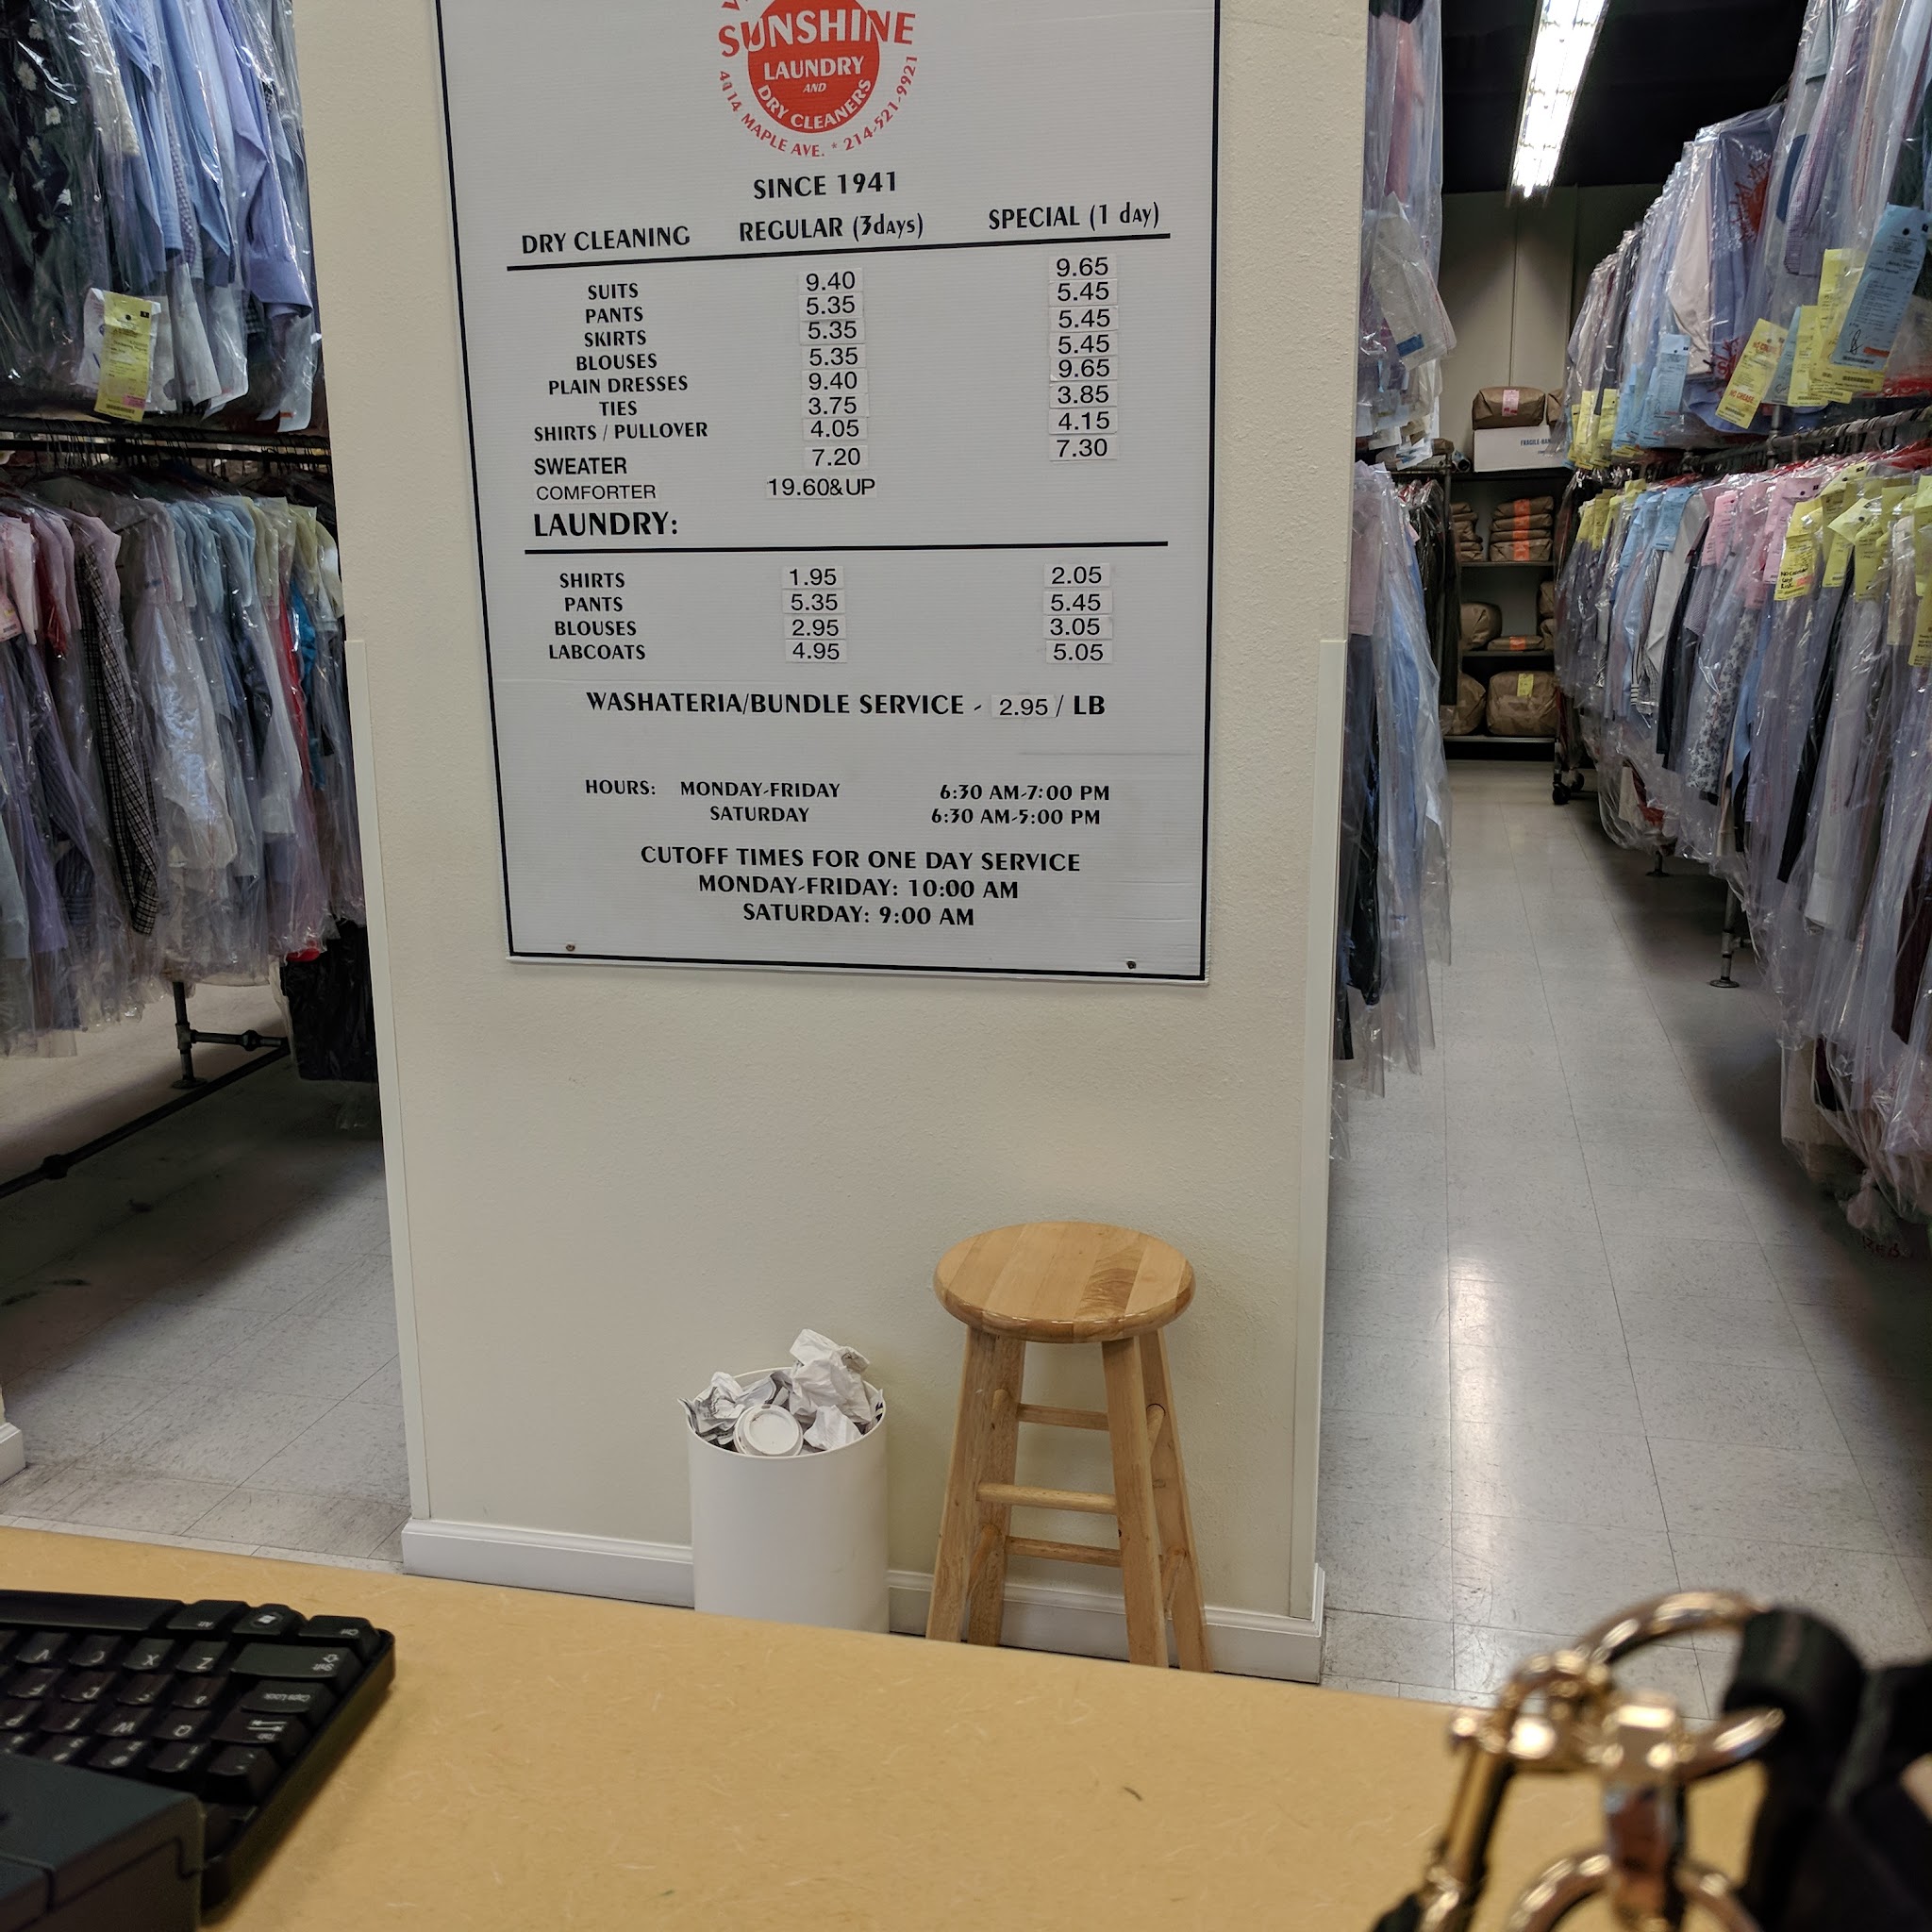 SUNSHINE
LAUNDRY
AND
DRY CLEANERS
4414 MAPLE AVE. * 214-521-9921
SINCE 1941
DRY CLEANING REGULAR (3days) SPECIAL (1 day)
SUITS 9.40 9.65
PANTS 5.35 5.45
SKIRTS 5.35 5.45
BLOUSES 5.35 5.45
PLAIN DRESSES 9.40 9.65
TIES 3.75 3.85
SHIRTS / PULLOVER 4.05 4.15
SWEATER 7.20 7.30
COMFORTER 19.60&UP
LAUNDRY:
SHIRTS 1.95 2.05
PANTS 5.35 5.45
BLOUSES 2.95 3.05
LABCOATS 4.95 5.05
WASHATERIA/BUNDLE SERVICE - 2.95 / LB
HOURS: MONDAY-FRIDAY 6:30 AM-7:00 PM
SATURDAY 6:30 AM-5:00 PM
CUTOFF TIMES FOR ONE DAY SERVICE
MONDAY-FRIDAY: 10:00 AM
SATURDAY: 9:00 AM